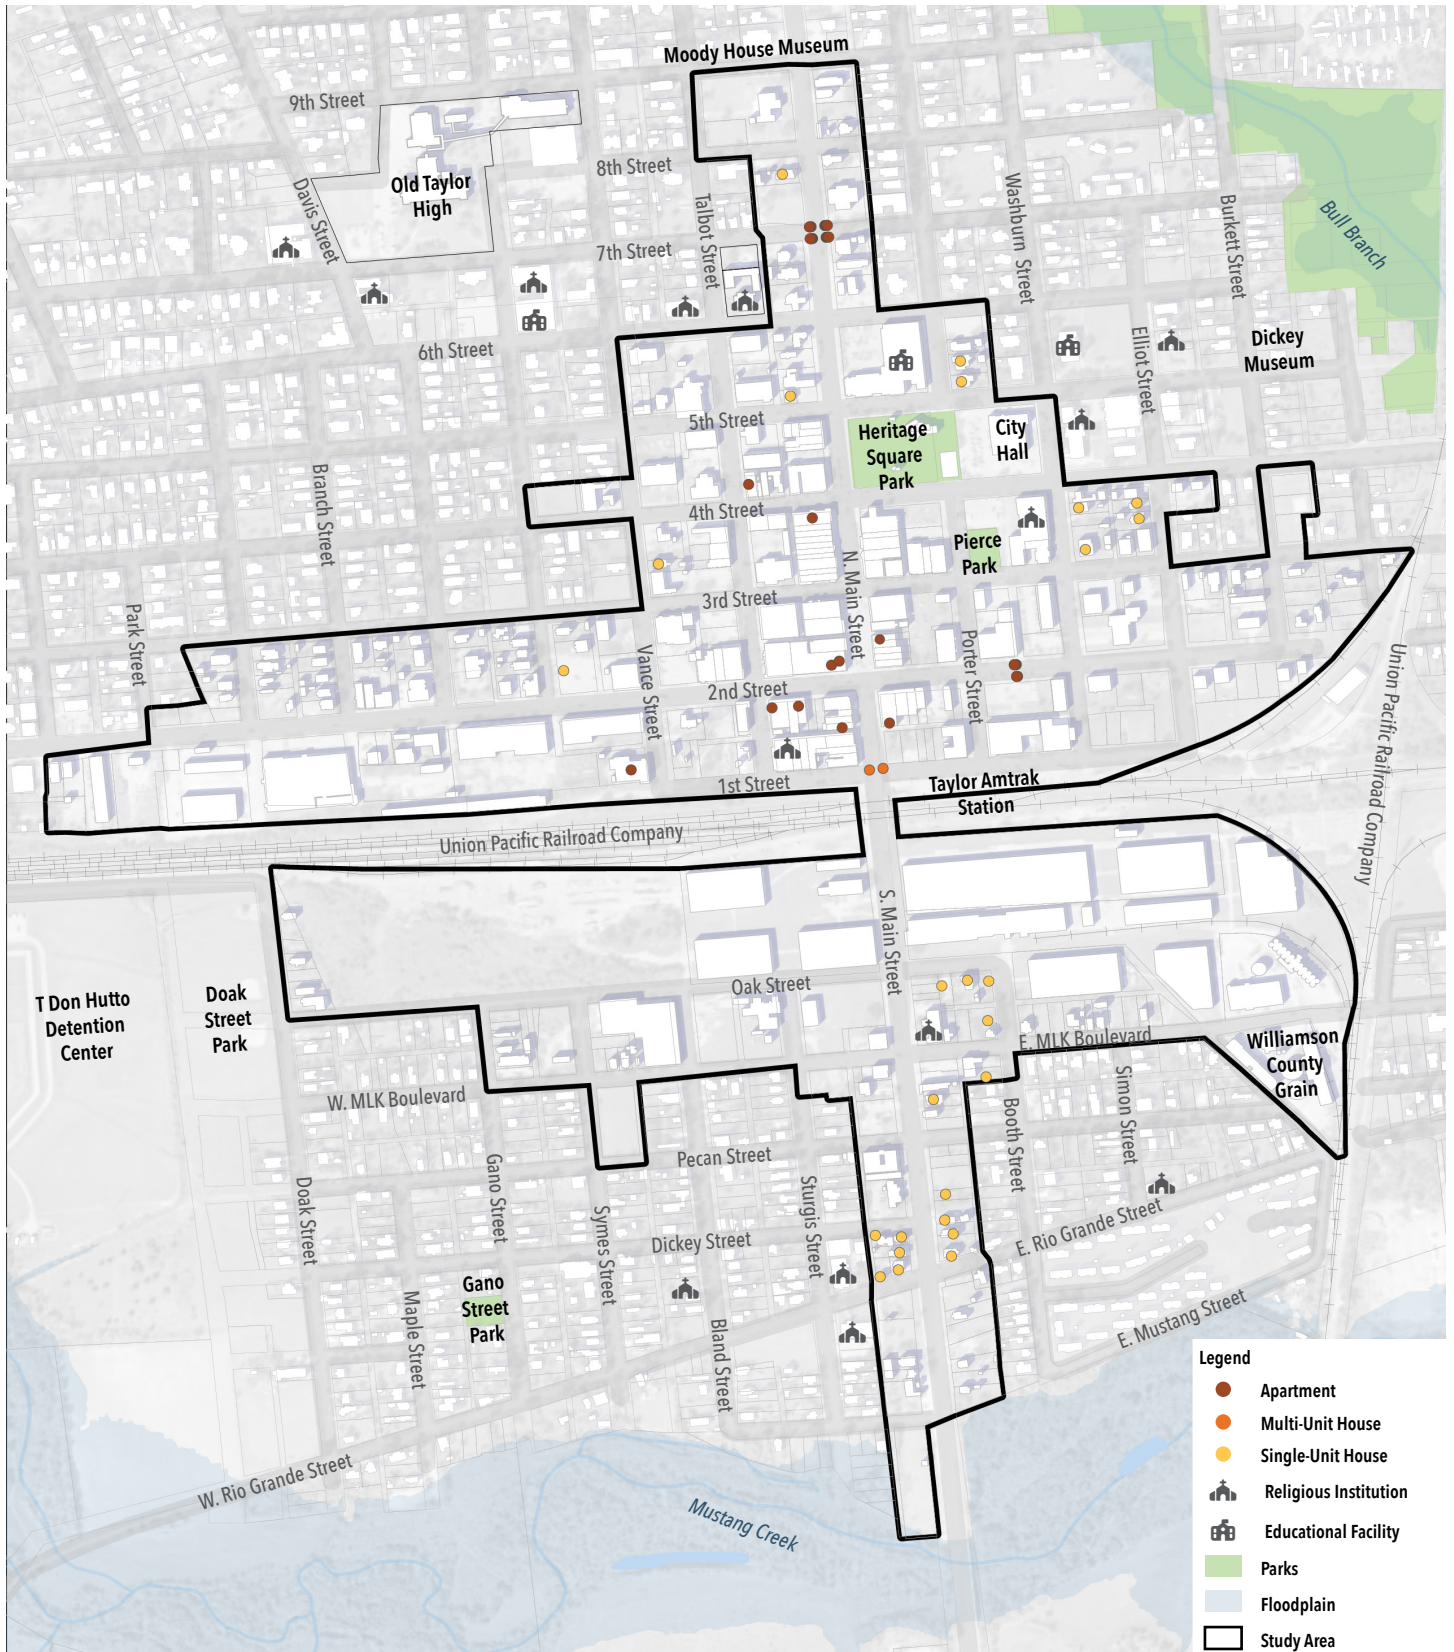 Moody House Museum
9th Street
8th Street
Old Taylor
High
Davis Street
Talbot Street
Washburn Street
Burkett Street
Bull Branch
7th Street
6th Street
Elliot Street
Dickey
Museum
5th Street
Heritage
Square
Park
City
Hall
Branch Street
4th Street
Pierce
Park
N. Main Street
3rd Street
Park Street
Vance Street
Porter Street
Union Pacific Railroad Company
2nd Street
1st Street
Taylor Amtrak
Station
Union Pacific Railroad Company
S. Main Street
T Don Hutto
Detention
Center
Doak
Street
Park
Oak Street
E. MLK Boulevard
Williamson
County
Grain
W. MLK Boulevard
Simon Street
Booth Street
Pecan Street
Gano Street
Doak Street
Sturgis Street
Symes Street
Dickey Street
E. Rio Grande Street
Gano
Street
Park
Maple Street
Bland Street
E. Mustang Street
W. Rio Grande Street
Mustang Creek
Legend
Apartment
Multi-Unit House
Single-Unit House
Religious Institution
Educational Facility
Parks
Floodplain
Study Area